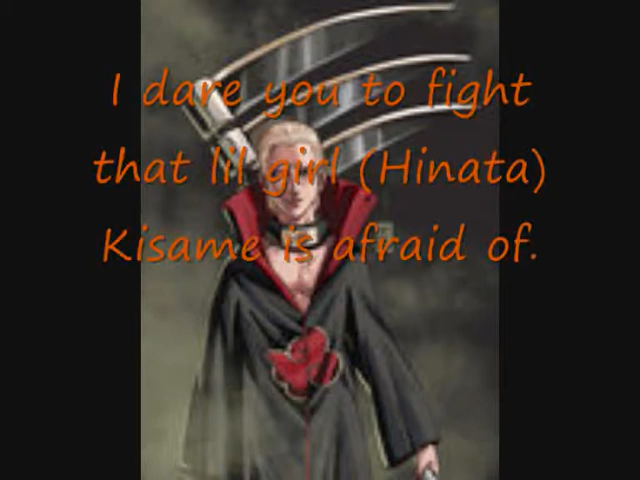 I dare you to fight
that lil girl (Hinata)
Kisame is afraid of.